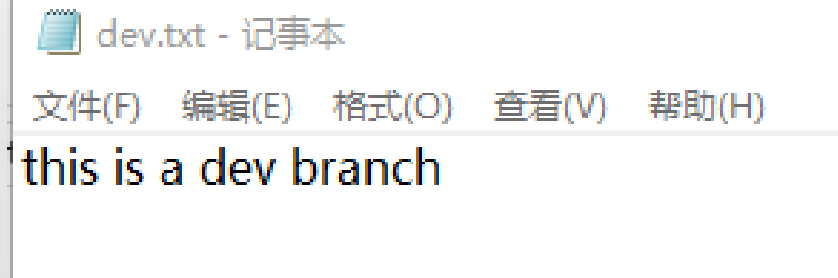 dev.txt - 记事本
文件(F) 编辑(E) 格式(O) 查看(V) 帮助(H)
this is a dev branch